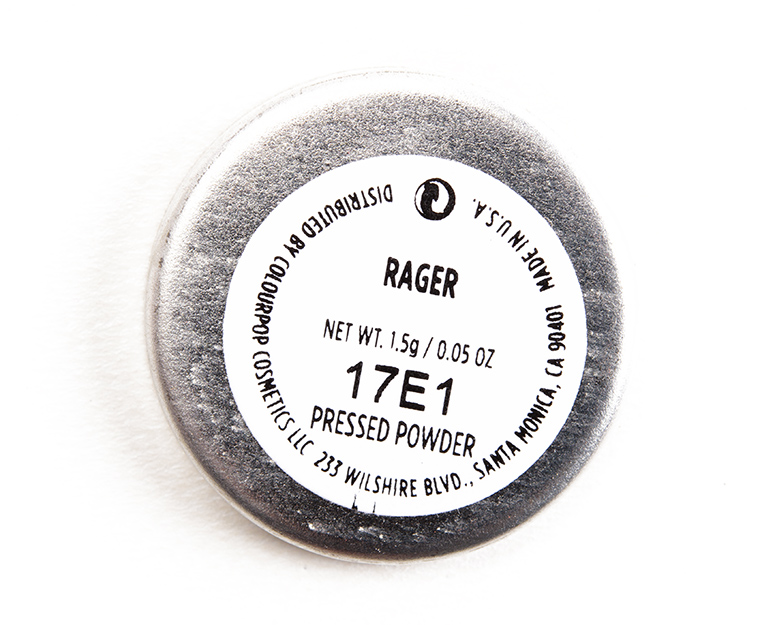 RAGER
NET WT. 1.5g / 0.05 OZ
17E1
PRESSED POWDER
DISTRIBUTED BY COLOURPOP COSMETICS LLC 233 WILSHIRE BLVD., SANTA MONICA, CA 90401 MADE IN U.S.A.